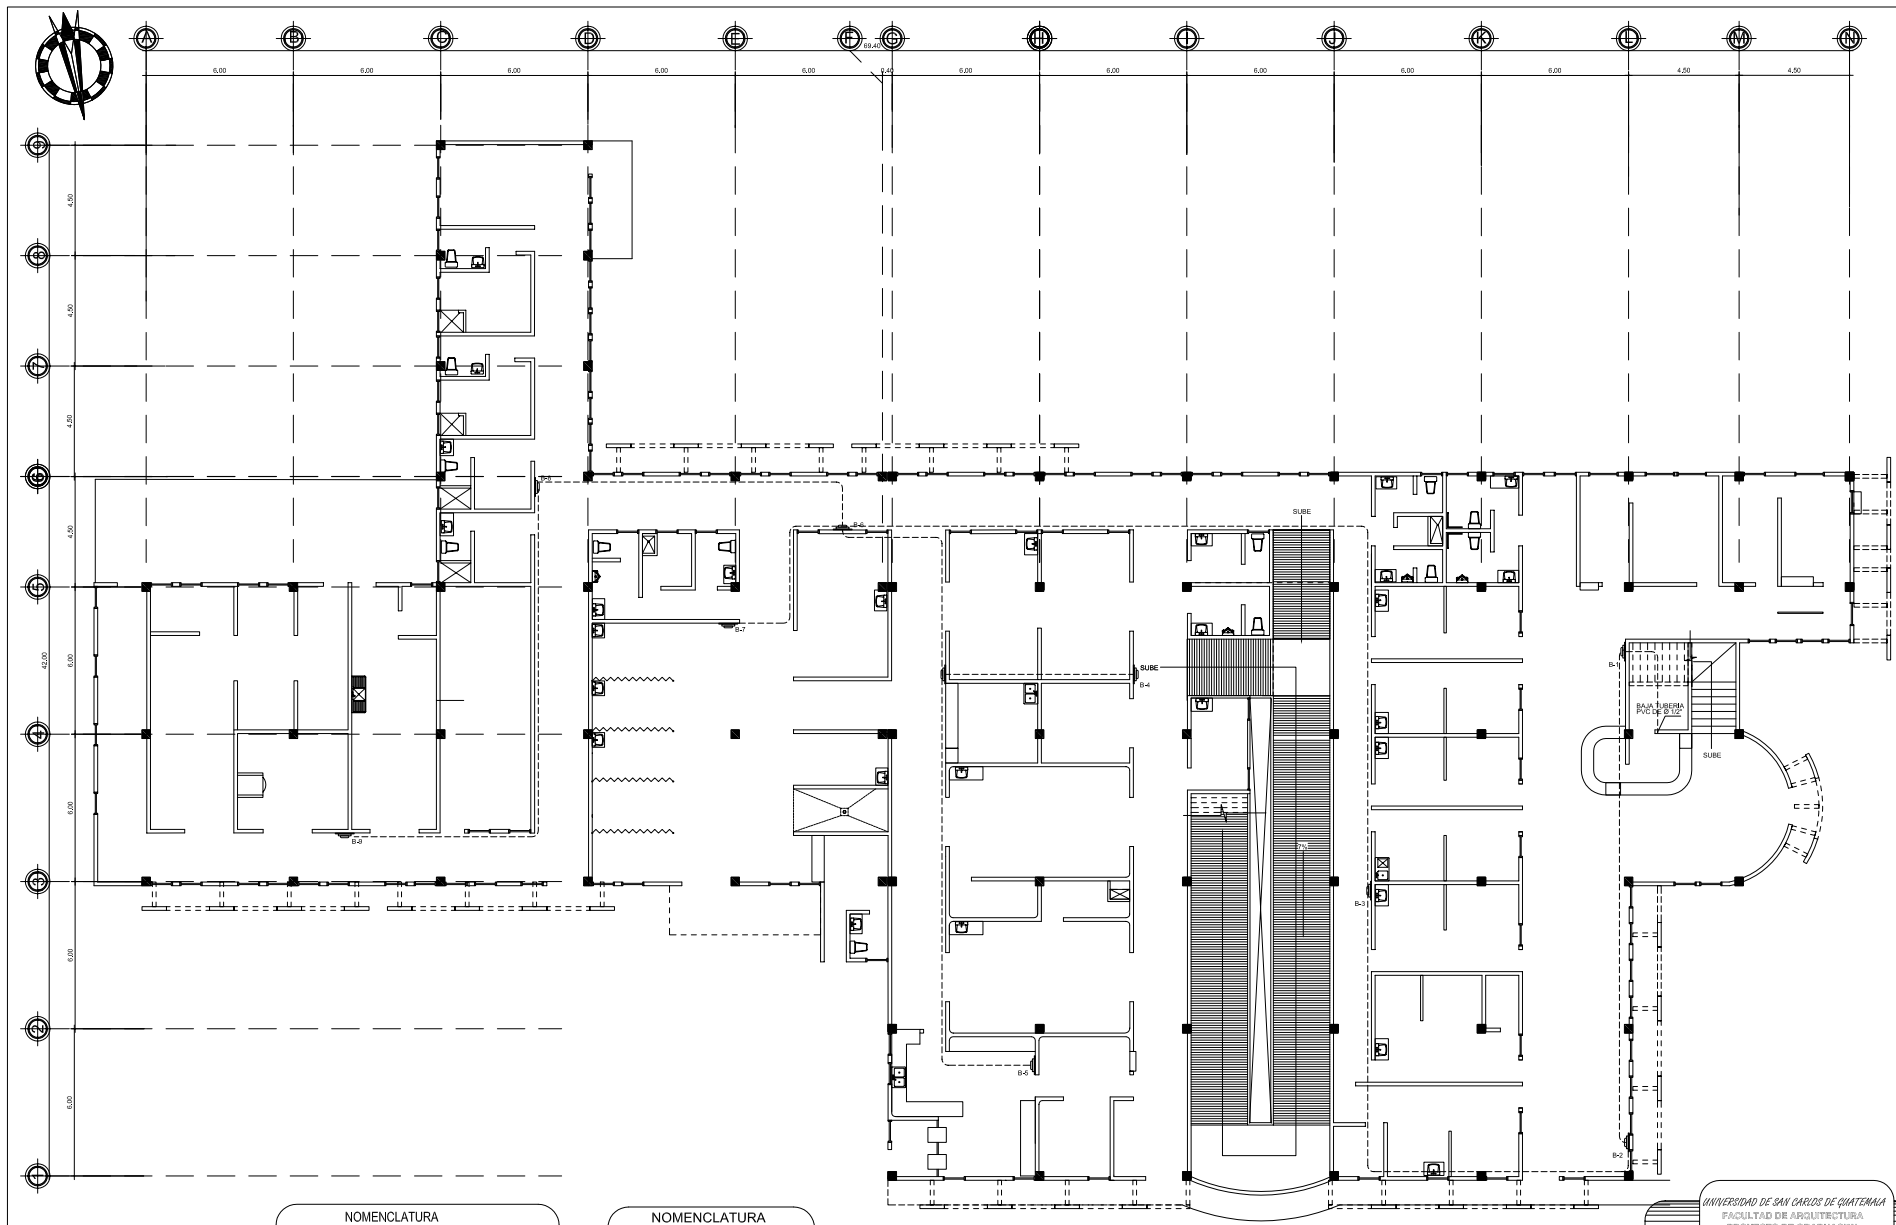 A B C D E F G H I J K L M N
69.40
6.00 6.00 6.00 6.00 6.00 0.40 6.00 6.00 6.00 6.00 6.00 4.50 4.50
9
4.50
8
4.50
7
4.50
6
4.50
5
42.00
6.00
4
6.00
3
6.00
2
6.00
1
B-8
B-6
SUBE
B-7
SUBE
B-4
B-1
BAJA TUBERIA
PVC DE Ø 1/2"
SUBE
B-9
7%
B-3
B-5
B-2
NOMENCLATURA
NOMENCLATURA
UNIVERSIDAD DE SAN CARLOS DE GUATEMALA
FACULTAD DE ARQUITECTURA